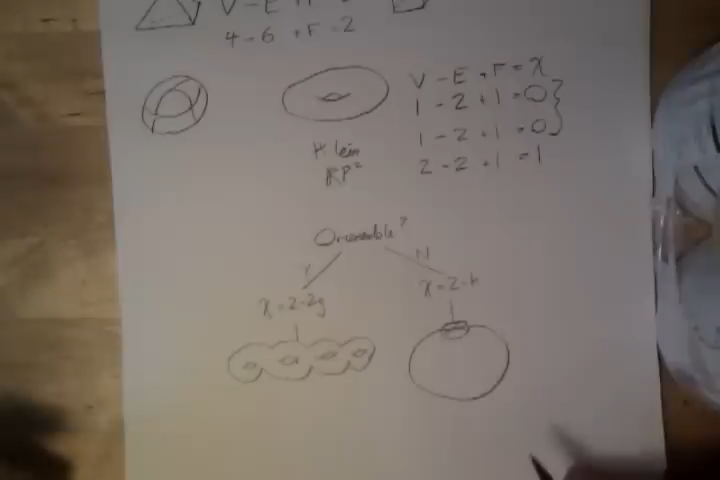 4 - 6 + F = 2
V - E + F = χ
1 - 2 + 1 = 0
1 - 2 + 1 = 0
Klein
RP²
2 - 2 + 1 = 1
Orientable?
Y
N
χ = 2 - 2g
χ = 2 - k